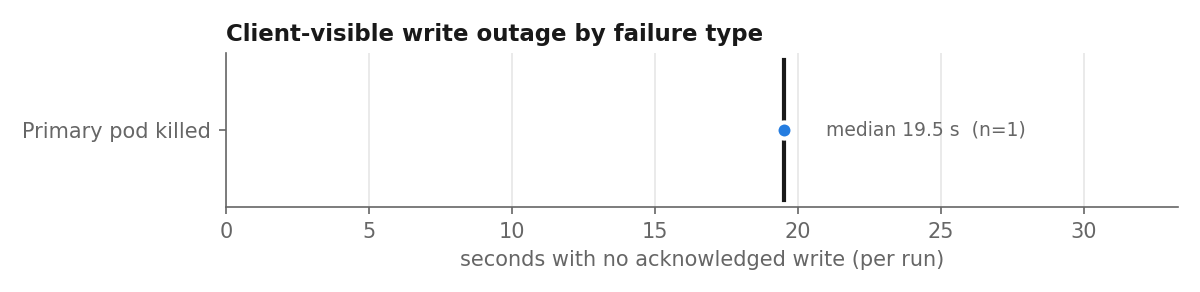 Client-visible write outage by failure type
Primary pod killed
median 19.5 s  (n=1)
0 5 10 15 20 25 30
seconds with no acknowledged write (per run)